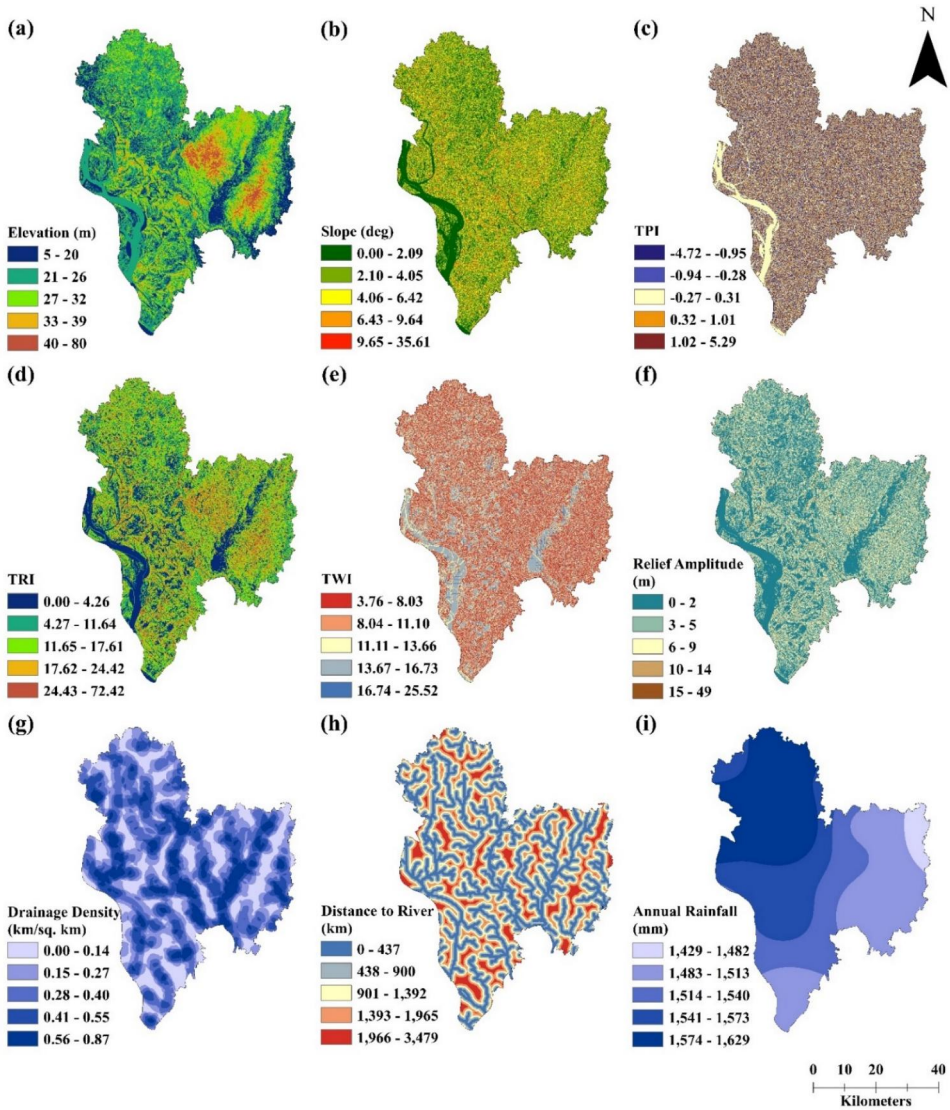 (a)
(b)
(c)
N
Elevation (m)
5 - 20
21 - 26
27 - 32
33 - 39
40 - 80
Slope (deg)
0.00 - 2.09
2.10 - 4.05
4.06 - 6.42
6.43 - 9.64
9.65 - 35.61
TPI
-4.72 - -0.95
-0.94 - -0.28
-0.27 - 0.31
0.32 - 1.01
1.02 - 5.29
(d)
(e)
(f)
TRI
0.00 - 4.26
4.27 - 11.64
11.65 - 17.61
17.62 - 24.42
24.43 - 72.42
TWI
3.76 - 8.03
8.04 - 11.10
11.11 - 13.66
13.67 - 16.73
16.74 - 25.52
Relief Amplitude
(m)
0 - 2
3 - 5
6 - 9
10 - 14
15 - 49
(g)
(h)
(i)
Drainage Density
(km/sq. km)
0.00 - 0.14
0.15 - 0.27
0.28 - 0.40
0.41 - 0.55
0.56 - 0.87
Distance to River
(km)
0 - 437
438 - 900
901 - 1,392
1,393 - 1,965
1,966 - 3,479
Annual Rainfall
(mm)
1,429 - 1,482
1,483 - 1,513
1,514 - 1,540
1,541 - 1,573
1,574 - 1,629
0 10 20 40
Kilometers